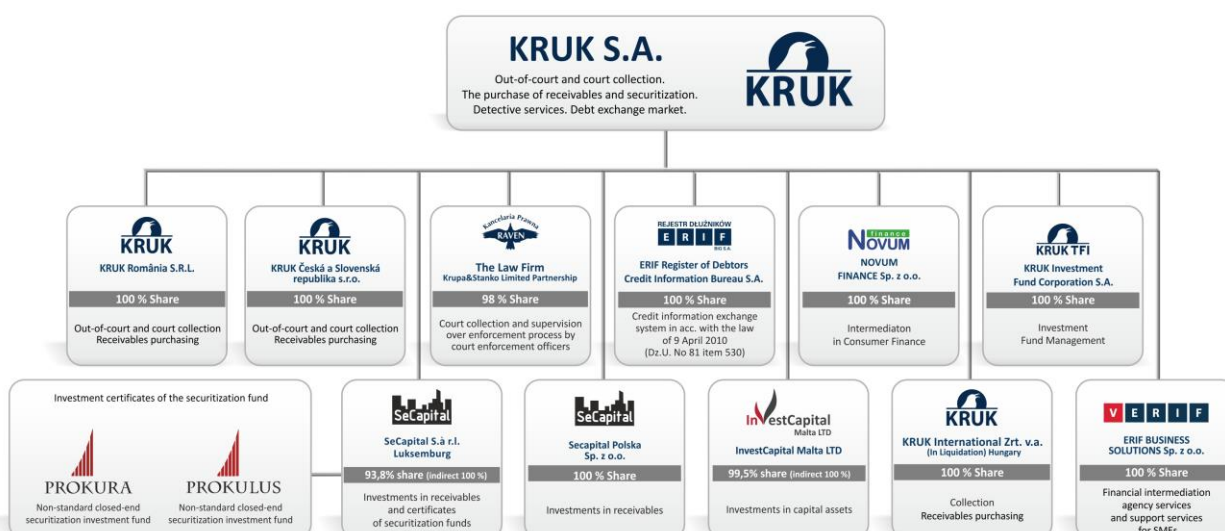 KRUK S.A.
Out-of-court and court collection.
The purchase of receivables and securitization.
Detective services. Debt exchange market.
KRUK
KRUK
KRUK România S.R.L.
100 % Share
Out-of-court and court collection
Receivables purchasing
KRUK
KRUK Česká a Slovenská
republika s.r.o.
100 % Share
Out-of-court and court collection
Receivables purchasing
Kancelaria Prawna
RAVEN
The Law Firm
Krupa&Stanko Limited Partnership
98 % Share
Court collection and supervision
over enforcement process by
court enforcement officers
REJESTR DŁUŻNIKÓW
ERIF
BIG S.A.
ERIF Register of Debtors
Credit Information Bureau S.A.
100 % Share
Credit information exchange
system in acc. with the law
of 9 April 2010
(Dz.U. No 81 item 530)
finance
NOVUM
NOVUM
FINANCE Sp. z o.o.
100 % Share
Intermediaton
in Consumer Finance
KRUK TFI
KRUK Investment
Fund Corporation S.A.
100 % Share
Investment
Fund Management
Investment certificates of the securitization fund
PROKURA
Non-standard closed-end
securitization investment fund
PROKULUS
Non-standard closed-end
securitization investment fund
SeCapital
SeCapital S.à r.l.
Luksemburg
93,8% share (indirect 100 %)
Investments in receivables
and certificates
of securitization funds
SeCapital
Secapital Polska
Sp. z o.o.
100 % Share
Investments in receivables
InvestCapital
Malta LTD
InvestCapital Malta LTD
99,5% share (indirect 100 %)
Investments in capital assets
KRUK
KRUK International Zrt. v.a.
(In Liquidation) Hungary
100 % Share
Collection
Receivables purchasing
VERIF
ERIF BUSINESS
SOLUTIONS Sp. z o.o.
100 % Share
Financial intermediation
agency services
and support services
for SMEs